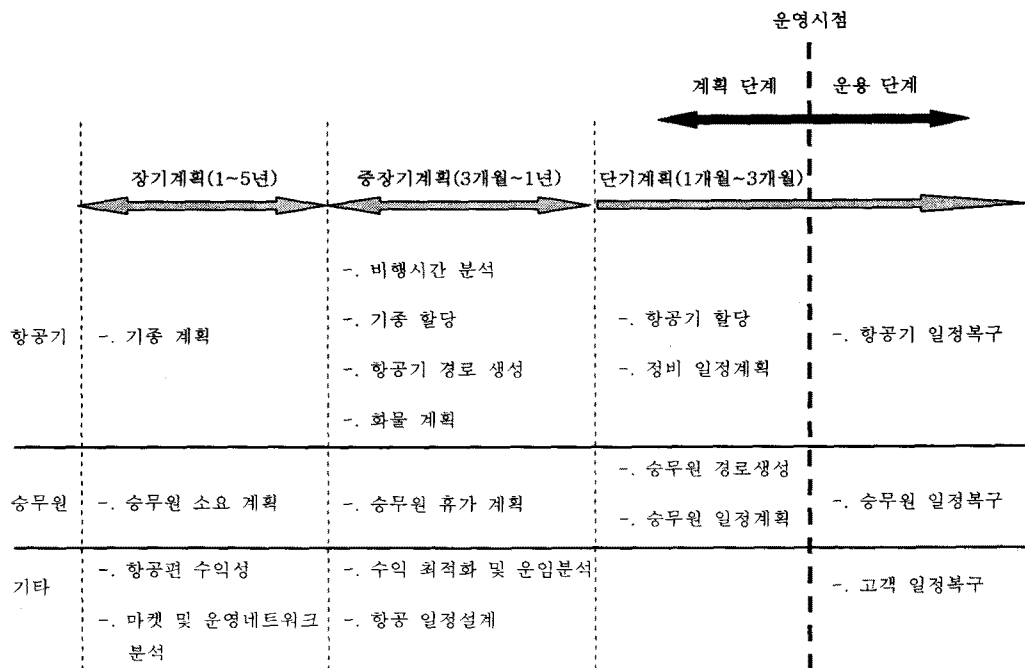 운영시점
계획 단계 운용 단계
장기계획(1~5년) 중장기계획(3개월~1년) 단기계획(1개월~3개월)
-. 비행시간 분석
-. 기종 할당 -. 항공기 할당
항공기 -. 기종 계획 -. 항공기 일정복구
-. 항공기 경로 생성 -. 정비 일정계획
-. 화물 계획
-. 승무원 경로생성
승무원 -. 승무원 소요 계획 -. 승무원 휴가 계획 -. 승무원 일정복구
-. 승무원 일정계획
-. 항공편 수익성 -. 수익 최적화 및 운임분석
기타 -. 고객 일정복구
-. 마켓 및 운영네트워크 -. 항공 일정설계
분석